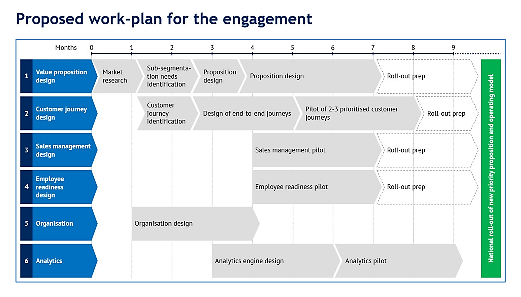 Proposed work-plan for the engagement
Months 0 1 2 3 4 5 6 7 8 9
1 Value proposition
design
Market
research
Sub-segmenta-
tion needs
identification
Proposition
design
Proposition design
Roll-out prep
2 Customer journey
design
Customer
journey
identification
Design of end-to-end journeys
Pilot of 2-3 prioritised customer
journeys
Roll-out prep
3 Sales management
design
Sales management pilot
Roll-out prep
4 Employee
readiness
design
Employee readiness pilot
Roll-out prep
5 Organisation
Organisation design
6 Analytics
Analytics engine design
Analytics pilot
National roll-out of new priority proposition and operating model